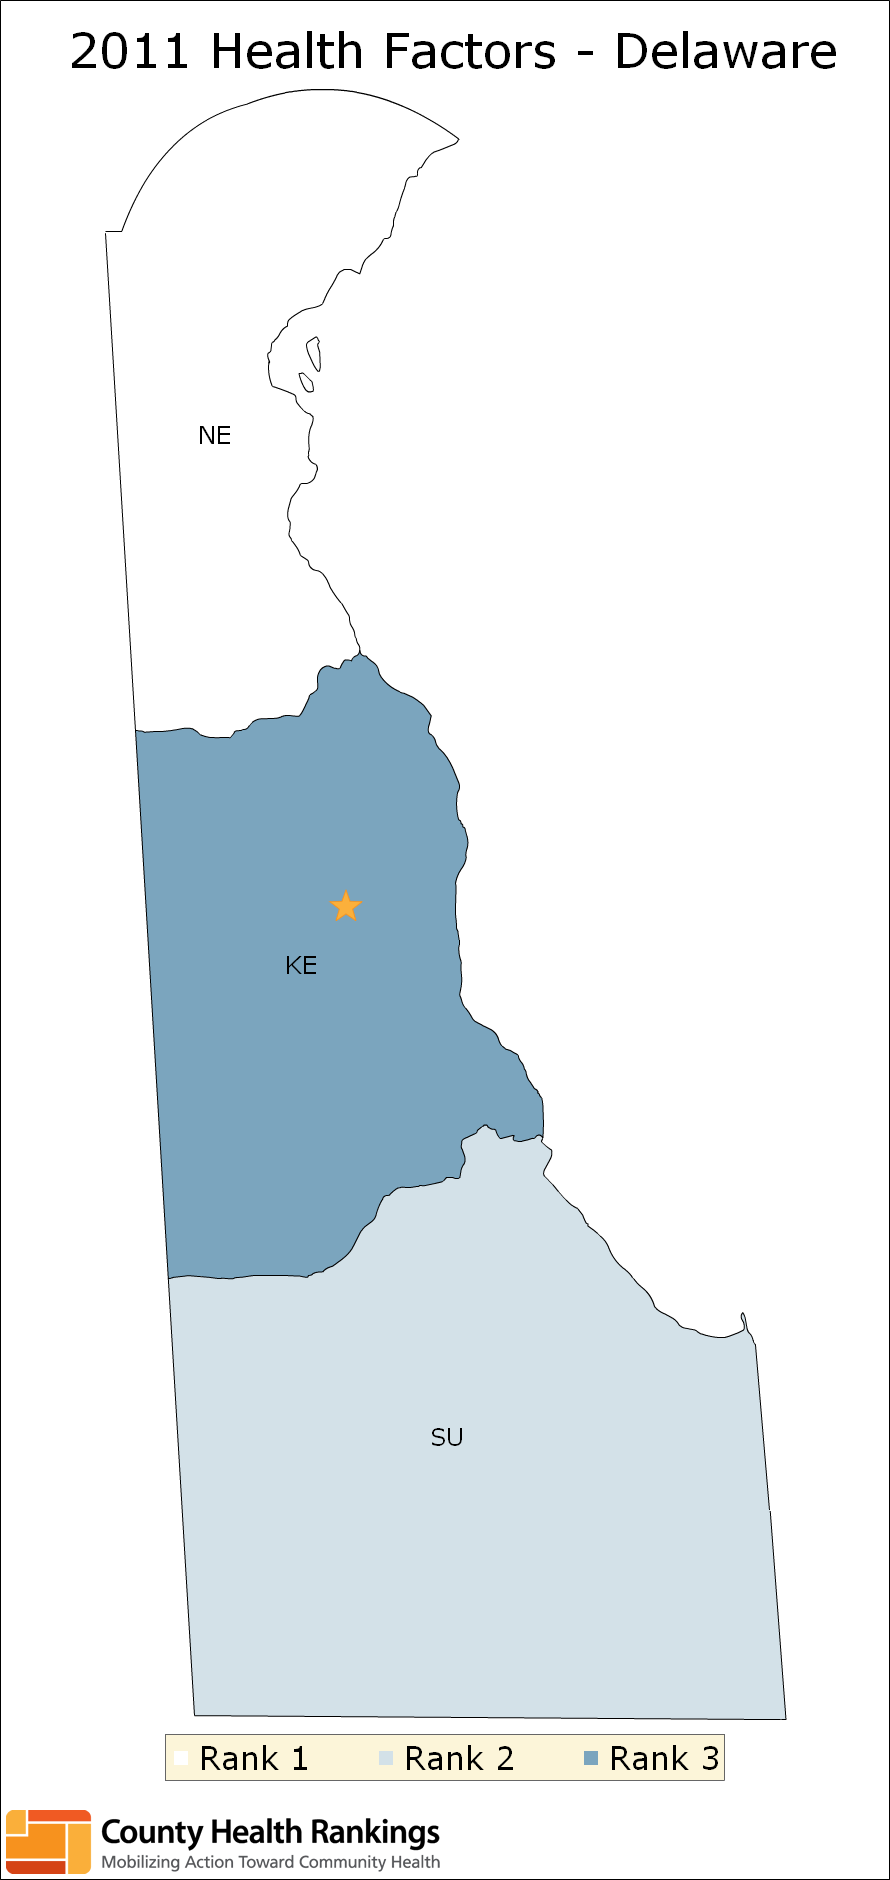 2011 Health Factors - Delaware
NE
KE
SU
Rank 1 Rank 2 Rank 3
County Health Rankings
Mobilizing Action Toward Community Health